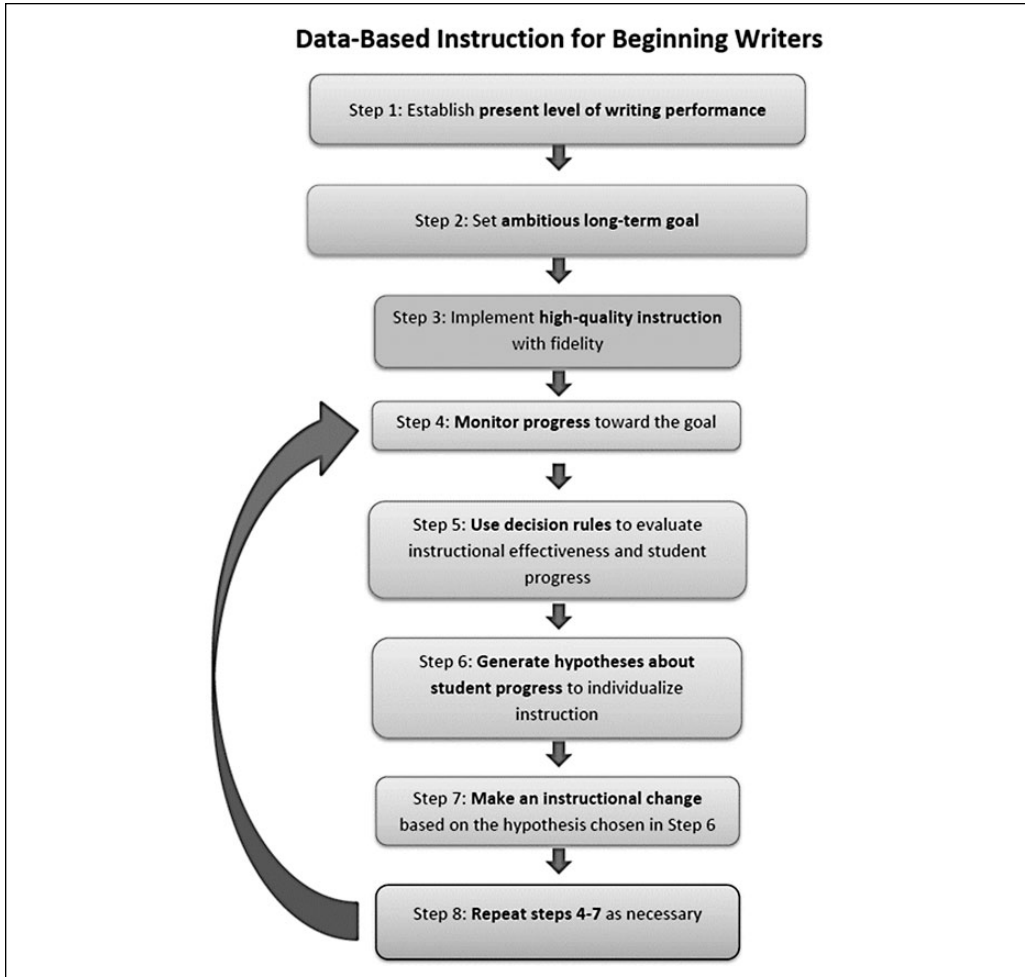 Data-Based Instruction for Beginning Writers
Step 1: Establish present level of writing performance
Step 2: Set ambitious long-term goal
Step 3: Implement high-quality instruction
with fidelity
Step 4: Monitor progress toward the goal
Step 5: Use decision rules to evaluate
instructional effectiveness and student
progress
Step 6: Generate hypotheses about
student progress to individualize
instruction
Step 7: Make an instructional change
based on the hypothesis chosen in Step 6
Step 8: Repeat steps 4-7 as necessary